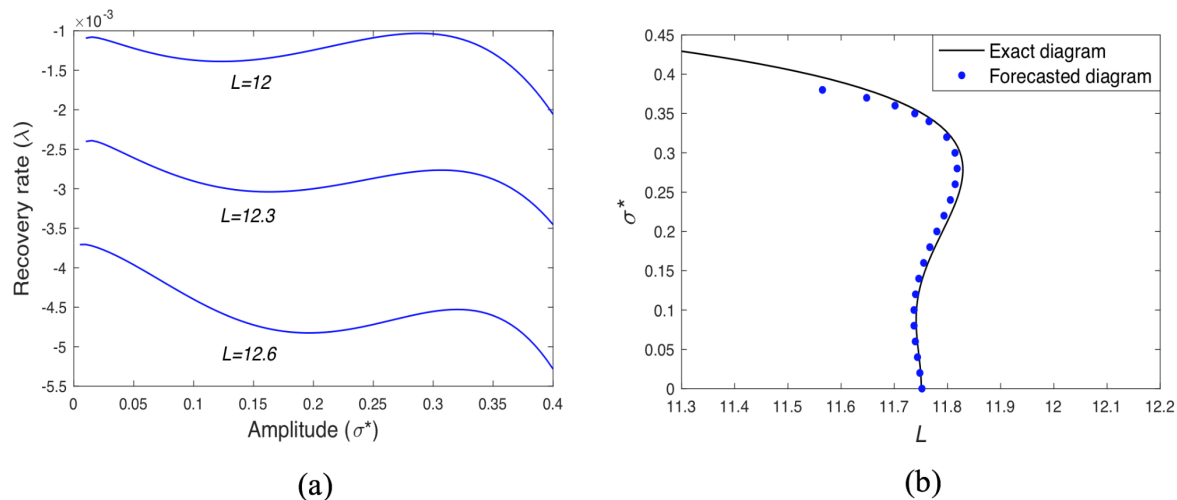 ×10⁻³
-1
-1.5
-2
-2.5
-3
-3.5
-4
-4.5
-5
-5.5
Recovery rate (λ)
L=12
L=12.3
L=12.6
0 0.05 0.1 0.15 0.2 0.25 0.3 0.35 0.4
Amplitude (σ*)
(a)
0.45
0.4
0.35
0.3
0.25
0.2
0.15
0.1
0.05
0
σ*
Exact diagram
Forecasted diagram
11.3 11.4 11.5 11.6 11.7 11.8 11.9 12 12.1 12.2
L
(b)